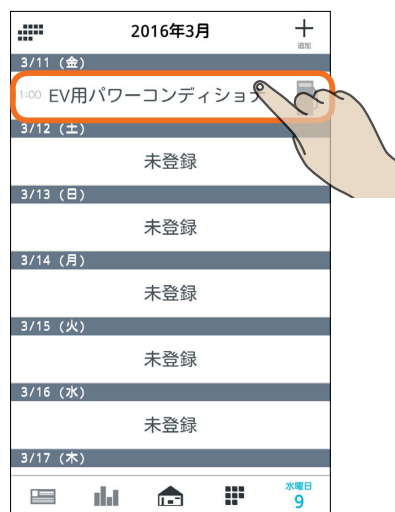 2016年3月
追加
3/11 (金)
1:00 EV用パワーコンディショナ
3/12 (土)
未登録
3/13 (日)
未登録
3/14 (月)
未登録
3/15 (火)
未登録
3/16 (水)
未登録
3/17 (木)
水曜日
9